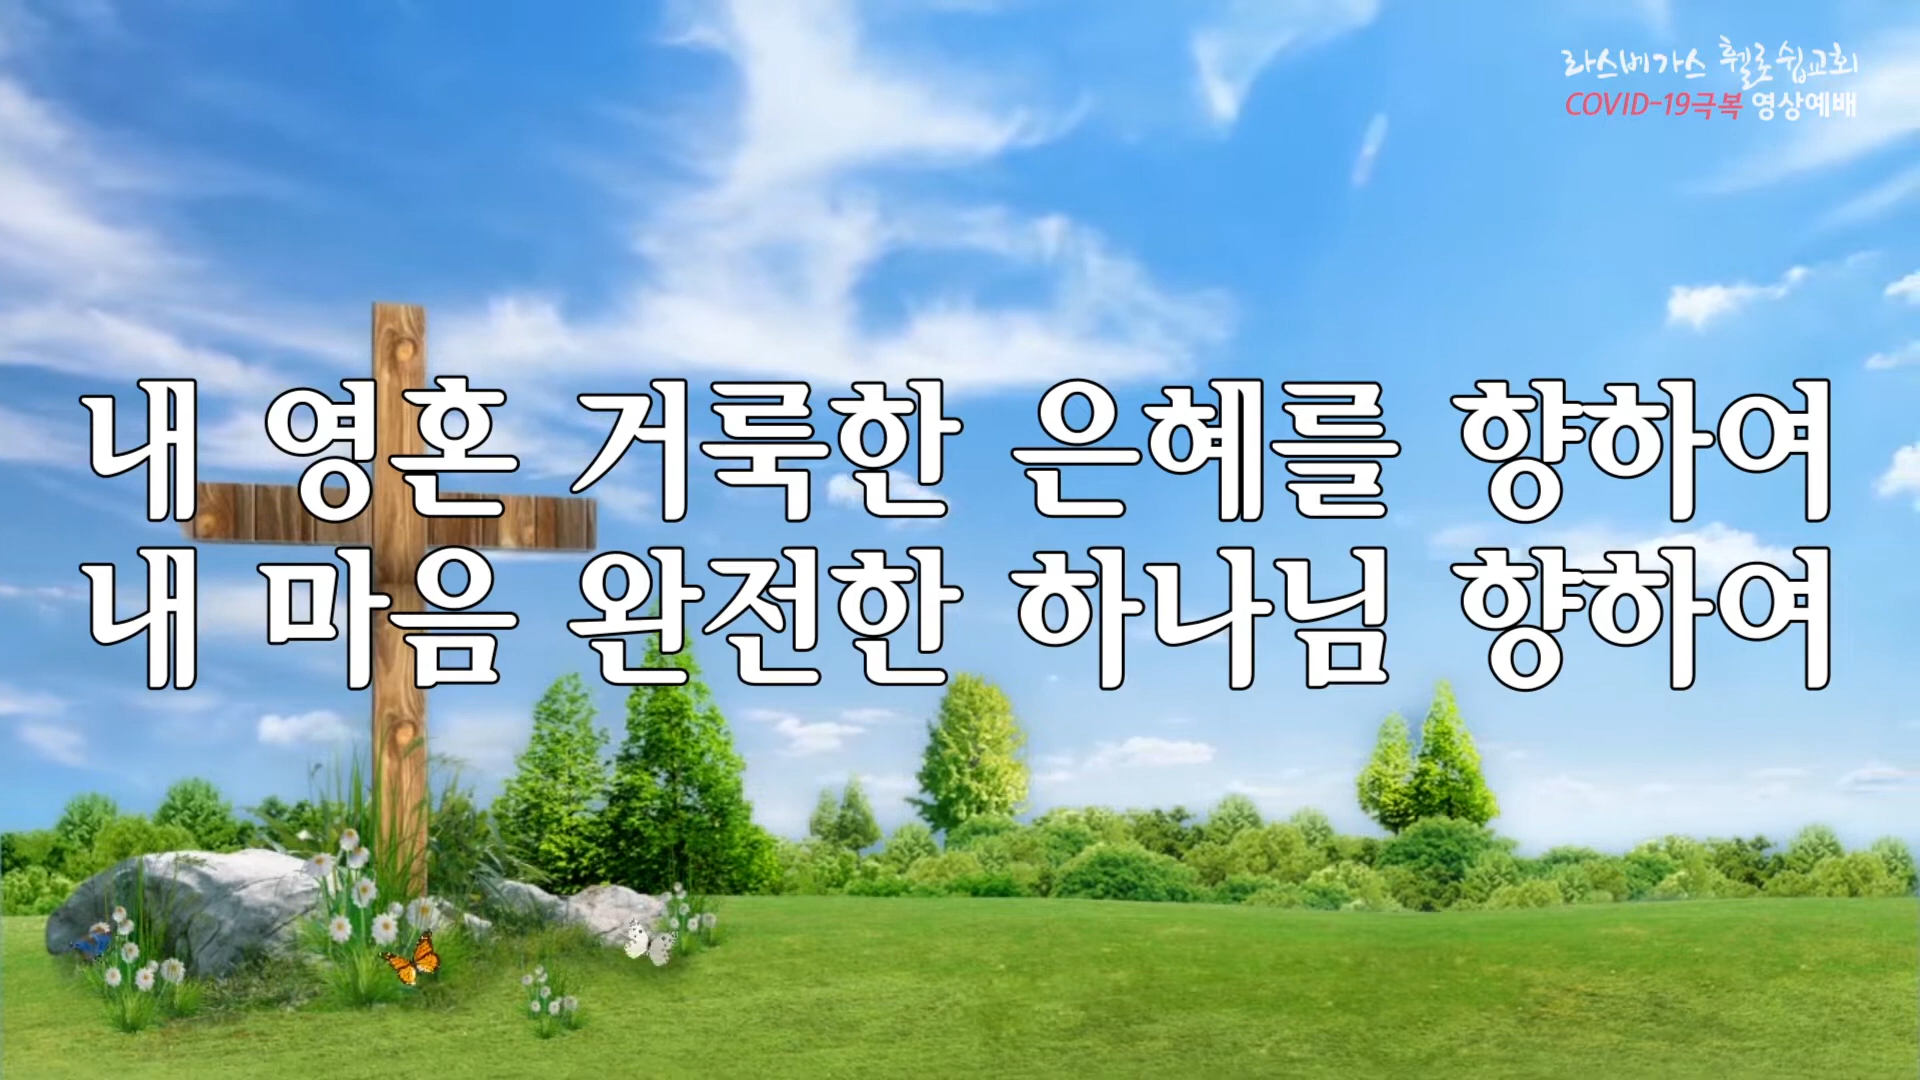 라스베가스 휄로쉽교회
COVID-19극복 영상예배
내 영혼 거룩한 은혜를 향하여
내 마음 완전한 하나님 향하여